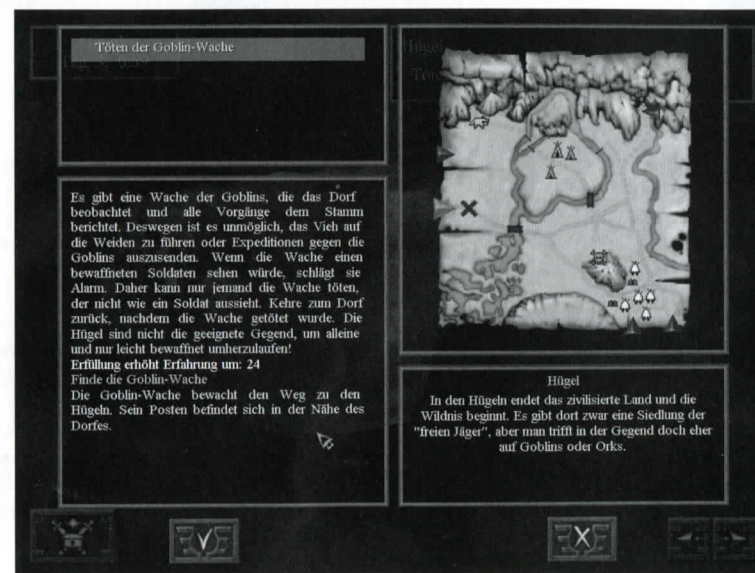 Töten der Goblin-Wache
Es gibt eine Wache der Goblins, die das Dorf
beobachtet und alle Vorgänge dem Stamm
berichtet. Deswegen ist es unmöglich, das Vieh auf
die Weiden zu führen oder Expeditionen gegen die
Goblins auszusenden. Wenn die Wache einen
bewaffneten Soldaten sehen würde, schlägt sie
Alarm. Daher kann nur jemand die Wache töten,
der nicht wie ein Soldat aussieht. Kehre zum Dorf
zurück, nachdem die Wache getötet wurde. Die
Hügel sind nicht die geeignete Gegend, um alleine
und nur leicht bewaffnet umherzulaufen!
Erfüllung erhöht Erfahrung um: 24
Finde die Goblin-Wache
Die Goblin-Wache bewacht den Weg zu den
Hügeln. Sein Posten befindet sich in der Nähe des
Dorfes.
Hügel
Hügel
In den Hügeln endet das zivilisierte Land und die
Wildnis beginnt. Es gibt dort zwar eine Siedlung der
"freien Jäger", aber man trifft in der Gegend doch eher
auf Goblins oder Orks.